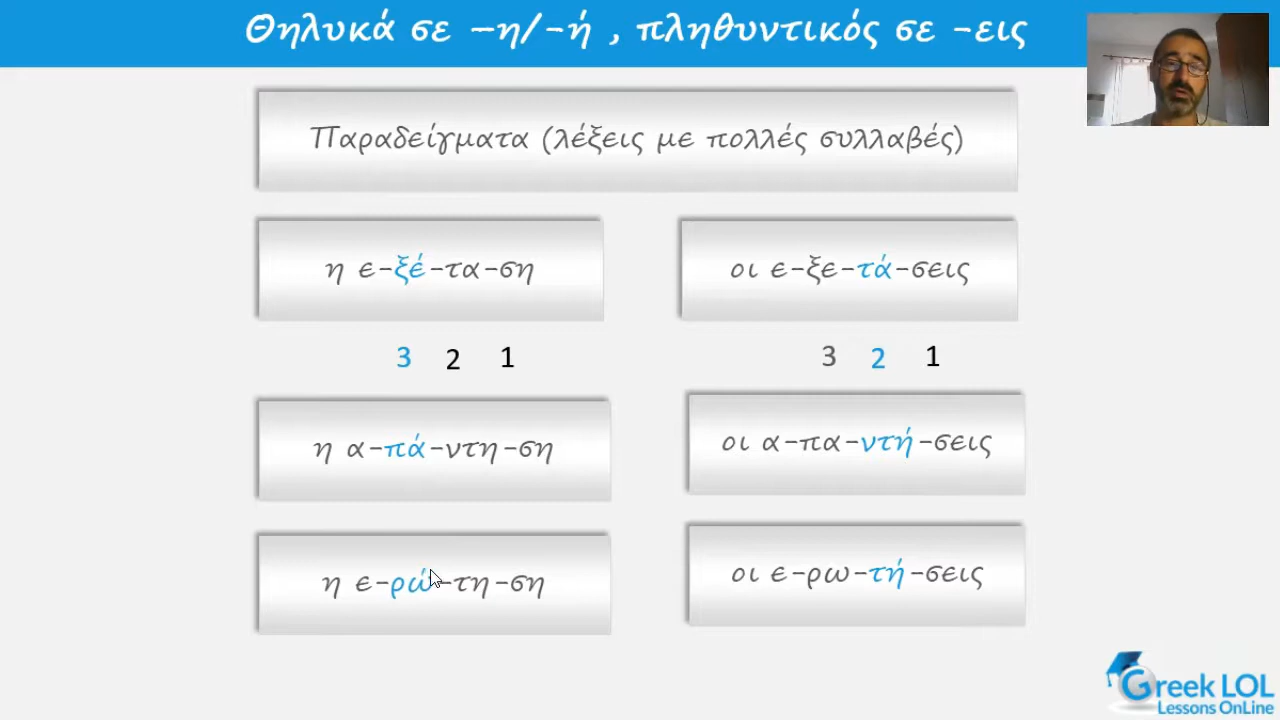 Θηλυκά σε –η/-ή , πληθυντικός σε -εις
Παραδείγματα (λέξεις με πολλές συλλαβές)
η ε-ξέ-τα-ση
οι ε-ξε-τά-σεις
3 2 1
3 2 1
η α-πά-ντη-ση
οι α-πα-ντή-σεις
η ε-ρώ-τη-ση
οι ε-ρω-τή-σεις
Greek LOL
Lessons OnLine